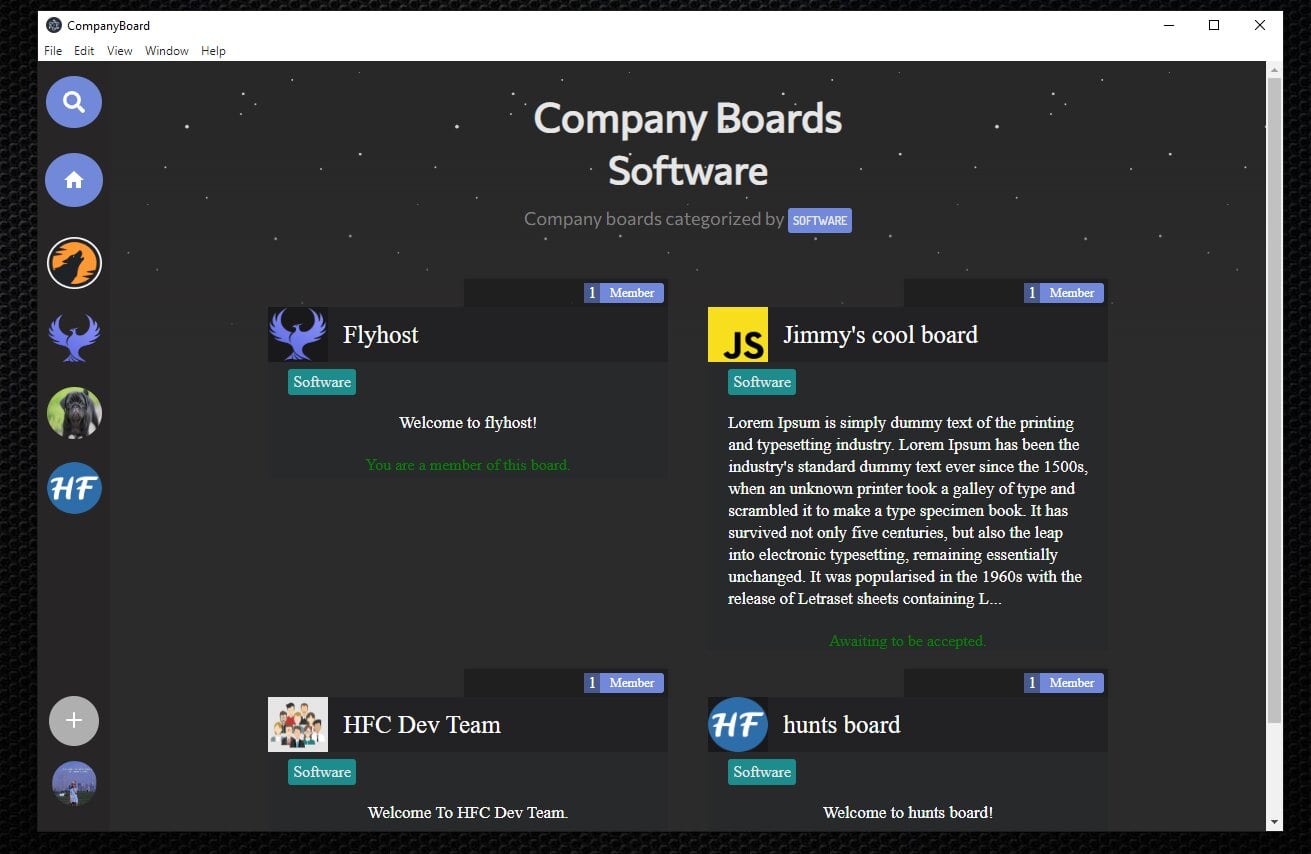 CompanyBoard
File Edit View Window Help
Company Boards
Software
Company boards categorized by SOFTWARE
1 Member
Flyhost
Software
Welcome to flyhost!
You are a member of this board.
1 Member
JS
Jimmy's cool board
Software
Lorem Ipsum is simply dummy text of the printing
and typesetting industry. Lorem Ipsum has been the
industry's standard dummy text ever since the 1500s,
when an unknown printer took a galley of type and
scrambled it to make a type specimen book. It has
survived not only five centuries, but also the leap
into electronic typesetting, remaining essentially
unchanged. It was popularised in the 1960s with the
release of Letraset sheets containing L...
Awaiting to be accepted.
HF
1 Member
HFC Dev Team
Software
Welcome To HFC Dev Team.
1 Member
HF
hunts board
Software
Welcome to hunts board!